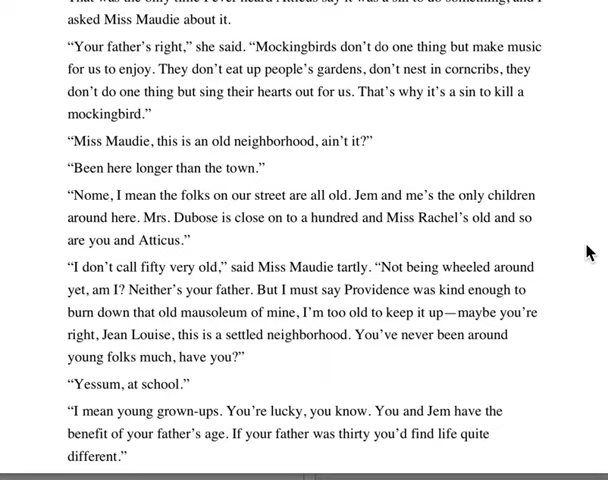 asked Miss Maudie about it.
“Your father’s right,” she said. “Mockingbirds don’t do one thing but make music
for us to enjoy. They don’t eat up people’s gardens, don’t nest in corncribs, they
don’t do one thing but sing their hearts out for us. That’s why it’s a sin to kill a
mockingbird.”
“Miss Maudie, this is an old neighborhood, ain’t it?”
“Been here longer than the town.”
“Nome, I mean the folks on our street are all old. Jem and me’s the only children
around here. Mrs. Dubose is close on to a hundred and Miss Rachel’s old and so
are you and Atticus.”
“I don’t call fifty very old,” said Miss Maudie tartly. “Not being wheeled around
yet, am I? Neither’s your father. But I must say Providence was kind enough to
burn down that old mausoleum of mine, I’m too old to keep it up—maybe you’re
right, Jean Louise, this is a settled neighborhood. You’ve never been around
young folks much, have you?”
“Yessum, at school.”
“I mean young grown-ups. You’re lucky, you know. You and Jem have the
benefit of your father’s age. If your father was thirty you’d find life quite
different.”